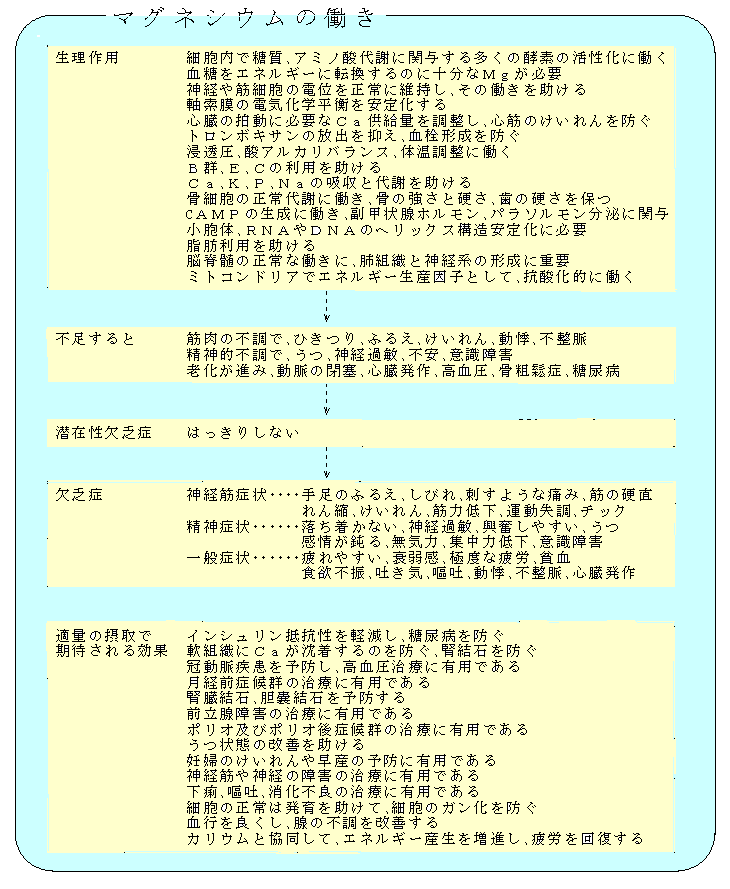 マグネシウムの働き
生理作用 細胞内で糖質､アミノ酸代謝に関与する多くの酵素の活性化に働く
血糖をエネルギーに転換するのに十分なＭｇが必要
神経や筋細胞の電位を正常に維持し､その働きを助ける
軸索膜の電気化学平衡を安定化する
心臓の拍動に必要なＣａ供給量を調整し､心筋のけいれんを防ぐ
トロンボキサンの放出を抑え､血栓形成を防ぐ
浸透圧､酸アルカリバランス､体温調整に働く
Ｂ群､Ｅ､Ｃの利用を助ける
Ｃａ､Ｋ､Ｐ､Ｎａの吸収と代謝を助ける
骨細胞の正常代謝に働き､骨の強さと硬さ､歯の硬さを保つ
CＡＭＰの生成に働き､副甲状腺ホルモン､パラソルモン分泌に関与
小胞体､ＲＮＡやＤＮＡのヘリックス構造安定化に必要
脂肪利用を助ける
脳脊髄の正常な働きに､肺組織と神経系の形成に重要
ミトコンドリアでエネルギー生産因子として､抗酸化的に働く
不足すると 筋肉の不調で､ひきつり､ふるえ､けいれん､動悸､不整脈
精神的不調で､うつ､神経過敏､不安､意識障害
老化が進み､動脈の閉塞､心臓発作､高血圧､骨粗鬆症､糖尿病
潜在性欠乏症 はっきりしない
欠乏症 神経筋症状････手足のふるえ､しびれ､刺すような痛み､筋の硬直
れん縮､けいれん､筋力低下､運動失調､チック
精神症状･･････落ち着かない､神経過敏､興奮しやすい､うつ
感情が鈍る､無気力､集中力低下､意識障害
一般症状･･････疲れやすい､衰弱感､極度な疲労､貧血
食欲不振､吐き気､嘔吐､動悸､不整脈､心臓発作
適量の摂取で インシュリン抵抗性を軽減し､糖尿病を防ぐ
期待される効果 軟組織にＣａが沈着するのを防ぐ､腎結石を防ぐ
冠動脈疾患を予防し､高血圧治療に有用である
月経前症候群の治療に有用である
腎臓結石､胆嚢結石を予防する
前立腺障害の治療に有用である
ポリオ及びポリオ後症候群の治療に有用である
うつ状態の改善を助ける
妊婦のけいれんや早産の予防に有用である
神経筋や神経の障害の治療に有用である
下痢､嘔吐､消化不良の治療に有用である
細胞の正常は発育を助けて､細胞のガン化を防ぐ
血行を良くし､腺の不調を改善する
カリウムと協同して､エネルギー産生を増進し､疲労を回復する